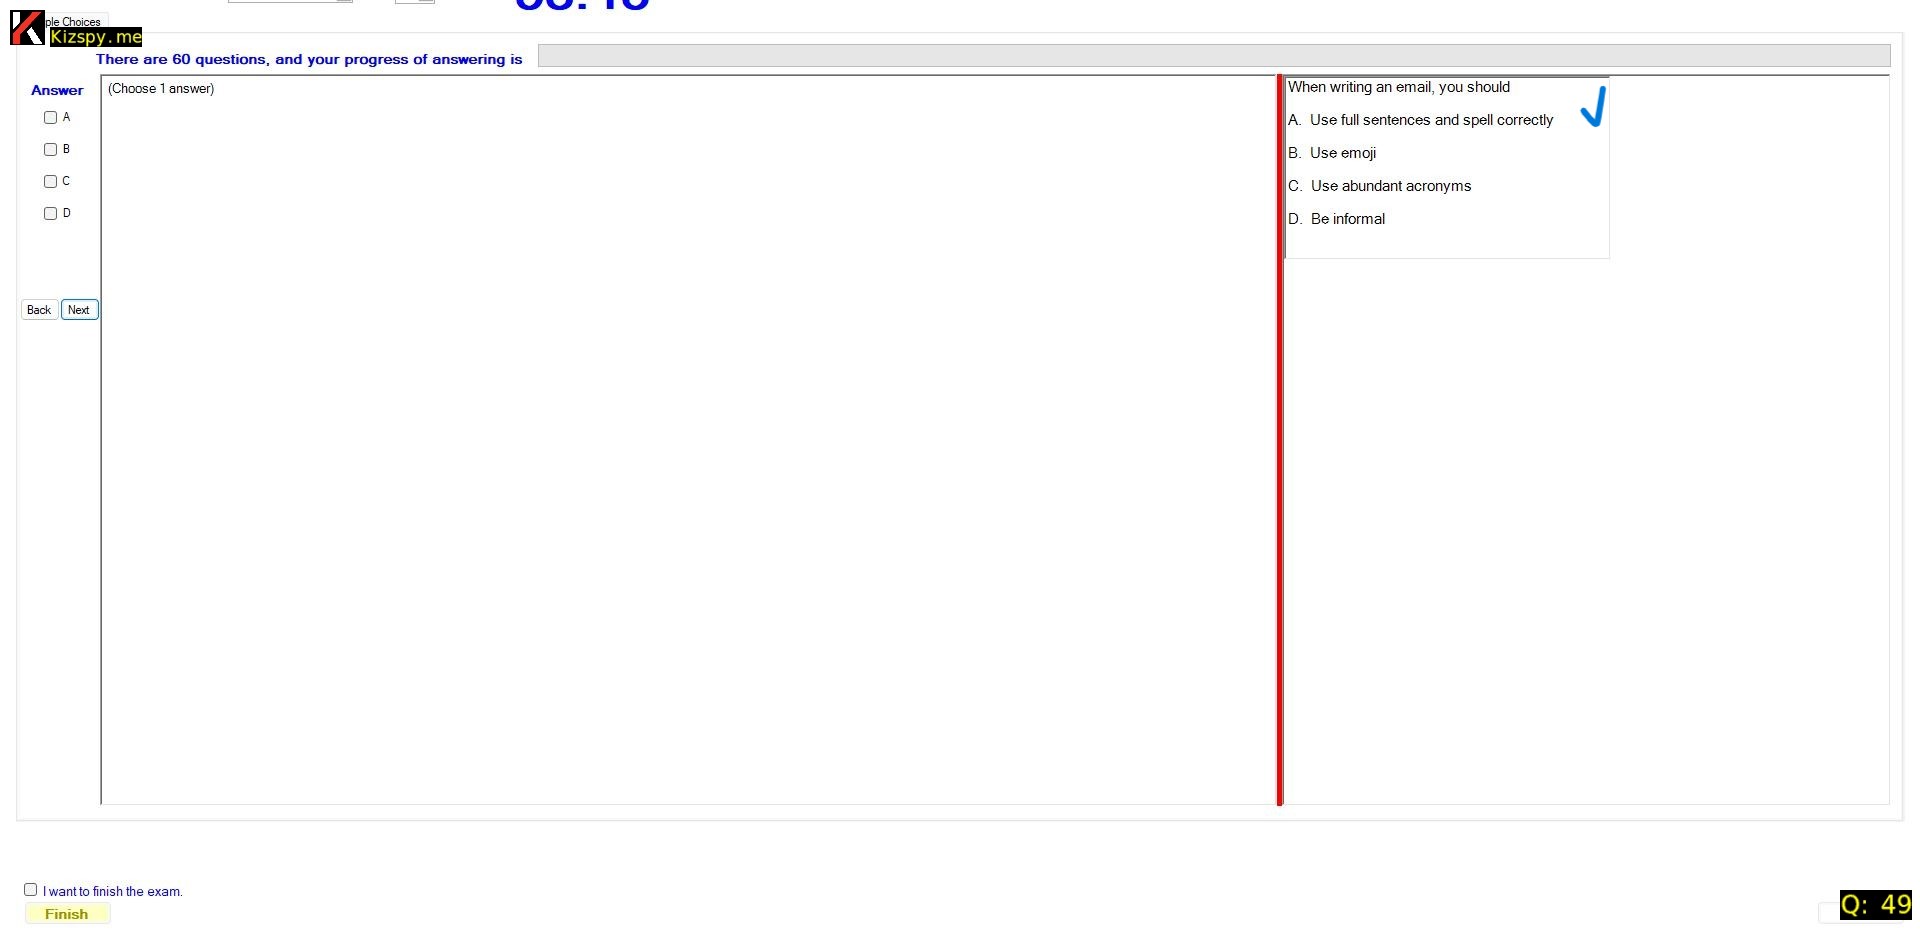 ple Choices
Kizspy.me
There are 60 questions, and your progress of answering is
Answer
(Choose 1 answer)
A
B
C
D
Back
Next
When writing an email, you should
A. Use full sentences and spell correctly
B. Use emoji
C. Use abundant acronyms
D. Be informal
I want to finish the exam.
Finish
Q: 49